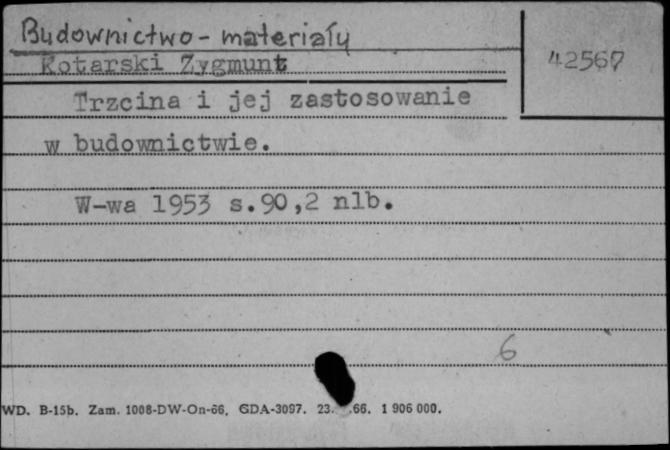 Budownictwo - materiały
42567
Rotarski Zygmunt
Trzcina i jej zastosowanie
w budownictwie.
W-wa 1953 s.90,2 nlb.
6
WD. B-15b. Zam. 1008-DW-On-66. GDA-3097. 23. .66. 1 906 000.